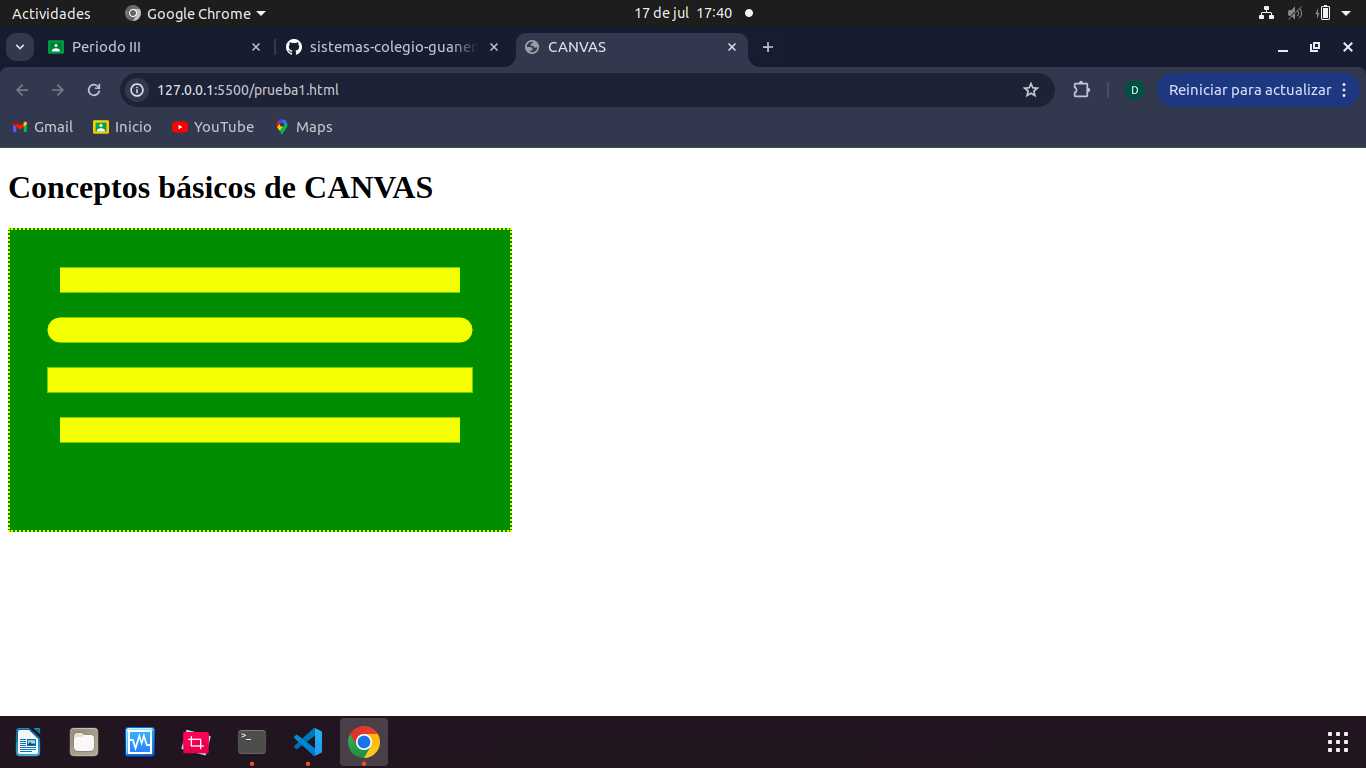 Actividades Google Chrome 17 de jul 17:40
Periodo III sistemas-colegio-guaner CANVAS
127.0.0.1:5500/prueba1.html D Reiniciar para actualizar
Gmail Inicio YouTube Maps
Conceptos básicos de CANVAS